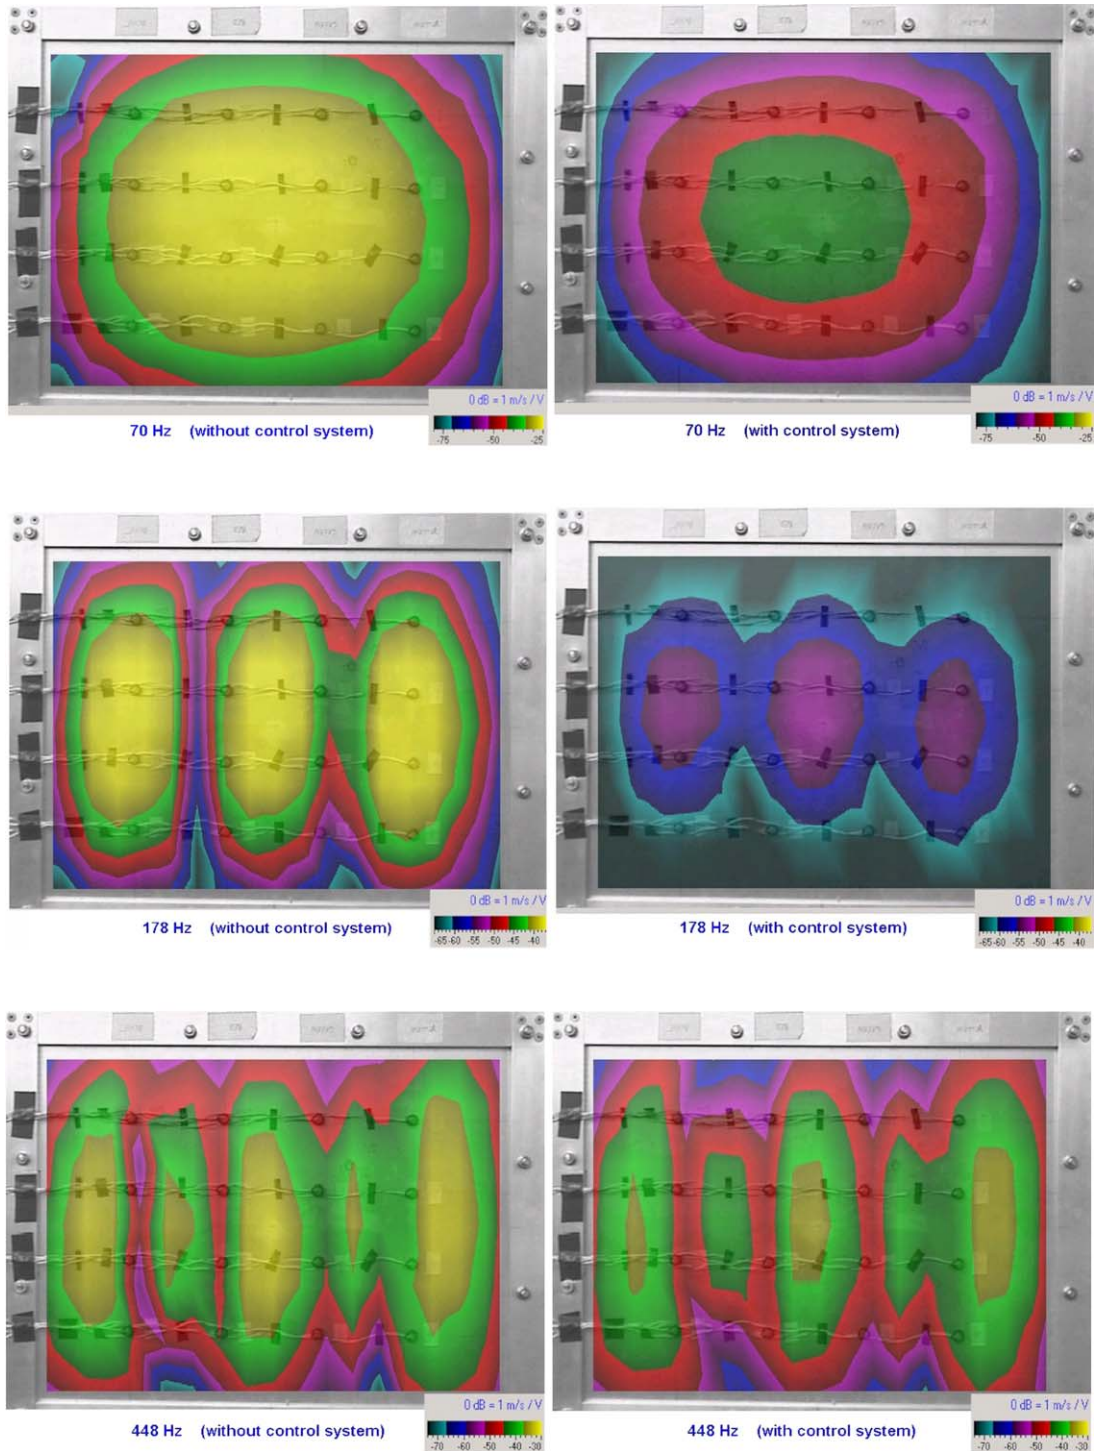 0 dB = 1 m/s / V
-75 -50 -25
70 Hz (without control system)
0 dB = 1 m/s / V
-75 -50 -25
70 Hz (with control system)
0 dB = 1 m/s / V
-65 -60 -55 -50 -45 -40
178 Hz (without control system)
0 dB = 1 m/s / V
-65 -60 -55 -50 -45 -40
178 Hz (with control system)
0 dB = 1 m/s / V
-70 -60 -50 -40 -30
448 Hz (without control system)
0 dB = 1 m/s / V
-70 -60 -50 -40 -30
448 Hz (with control system)